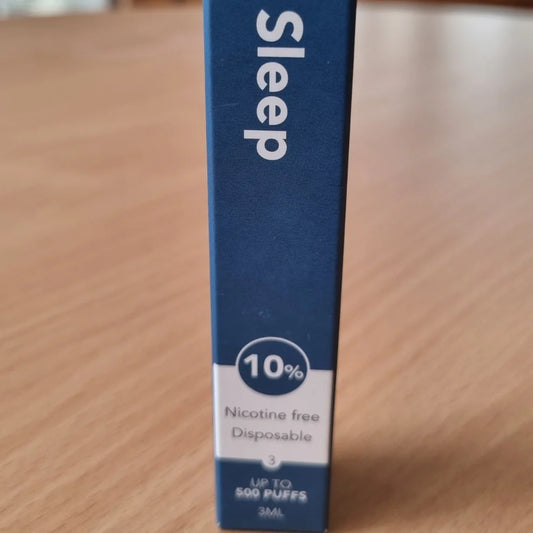 Sleep
10%
Nicotine free
Disposable
3
UP TO
500 PUFFS
3ML